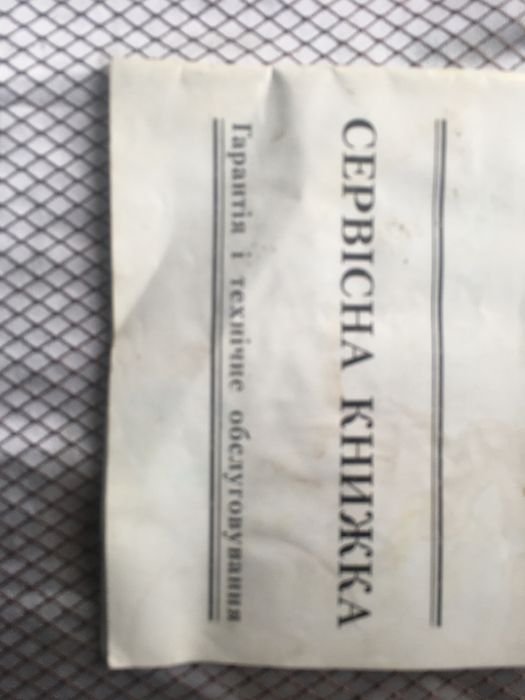 СЕРВІСНА КНИЖКА
Гарантія і технічне обслуговування